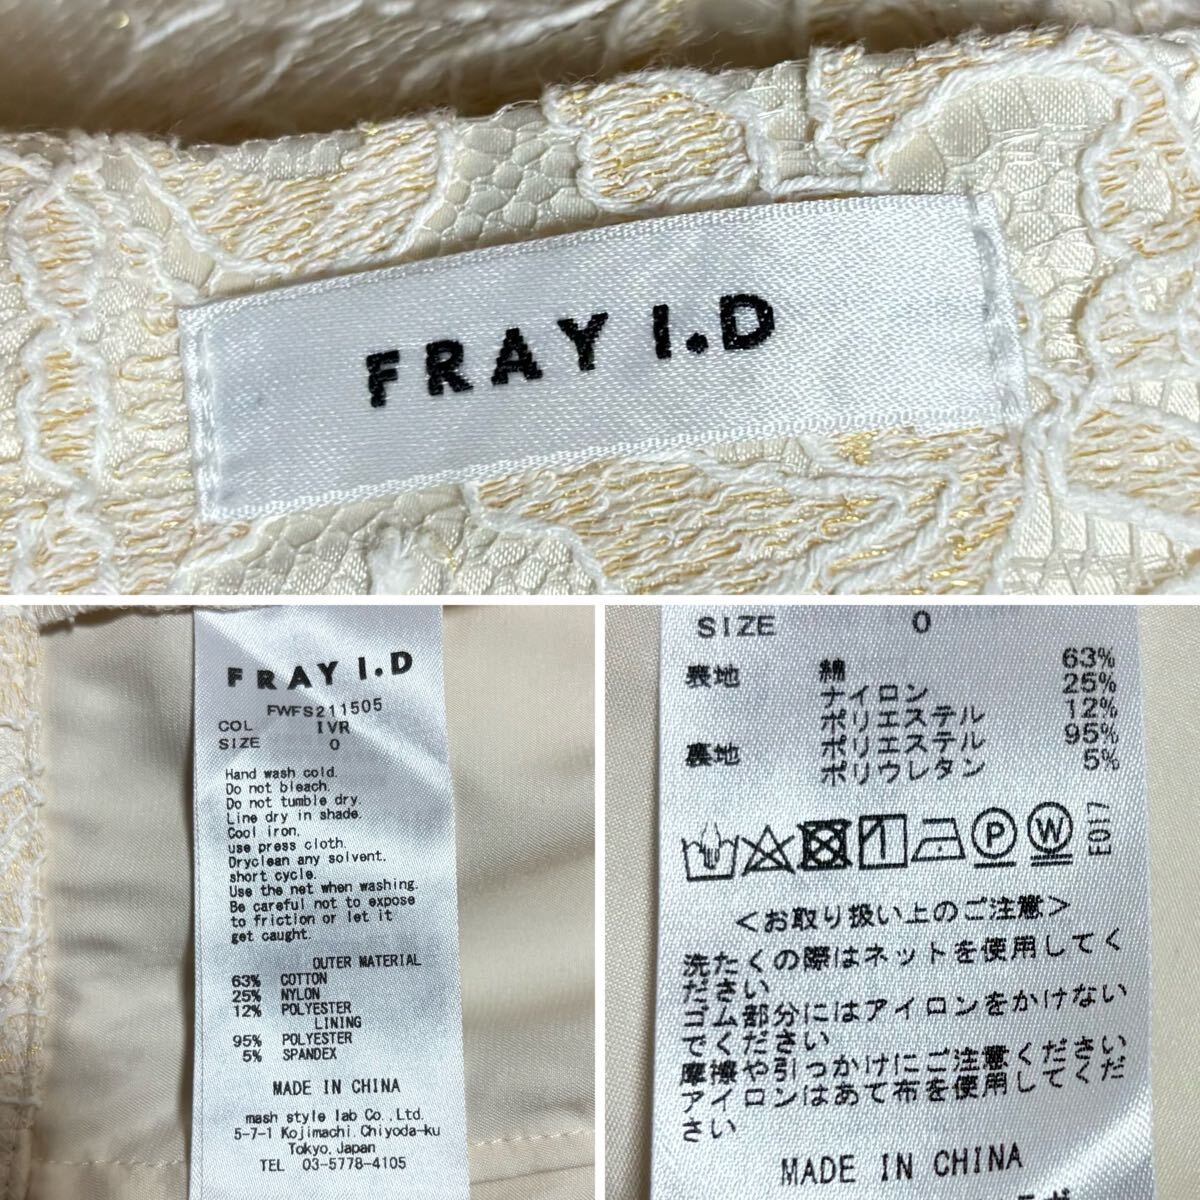 FRAY I.D
FRAY I.D
FWFS211505
COL IVR
SIZE 0
Hand wash cold.
Do not bleach.
Do not tumble dry.
Line dry in shade.
Cool iron.
use press cloth.
Dryclean any solvent.
short cycle.
Use the net when washing.
Be careful not to expose
to friction or let it
get caught.
OUTER MATERIAL
63% COTTON
25% NYLON
12% POLYESTER
LINING
95% POLYESTER
5% SPANDEX
MADE IN CHINA
mash style lab Co., Ltd.
5-7-1 Kojimachi. Chiyoda-ku
Tokyo. Japan
TEL 03-5778-4105
SIZE 0
表地 綿 63%
ナイロン 25%
ポリエステル 12%
裏地 ポリエステル 95%
ポリウレタン 5%
P W E017
<お取り扱い上のご注意>
洗たくの際はネットを使用してく
ださい
ゴム部分にはアイロンをかけない
でください
摩擦や引っかけにご注意ください
アイロンはあて布を使用してくだ
さい
MADE IN CHINA